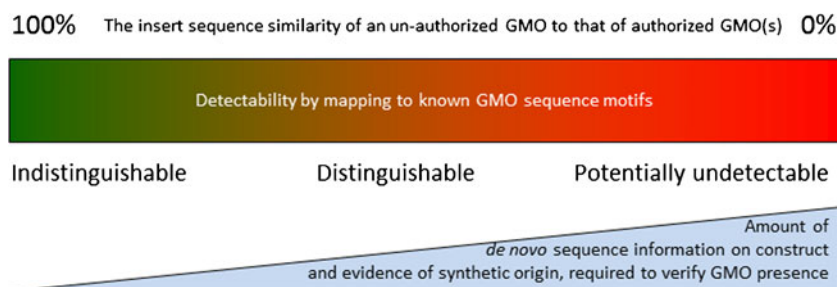 100% The insert sequence similarity of an un-authorized GMO to that of authorized GMO(s) 0%
Detectability by mapping to known GMO sequence motifs
Indistinguishable Distinguishable Potentially undetectable
Amount of
de novo sequence information on construct
and evidence of synthetic origin, required to verify GMO presence